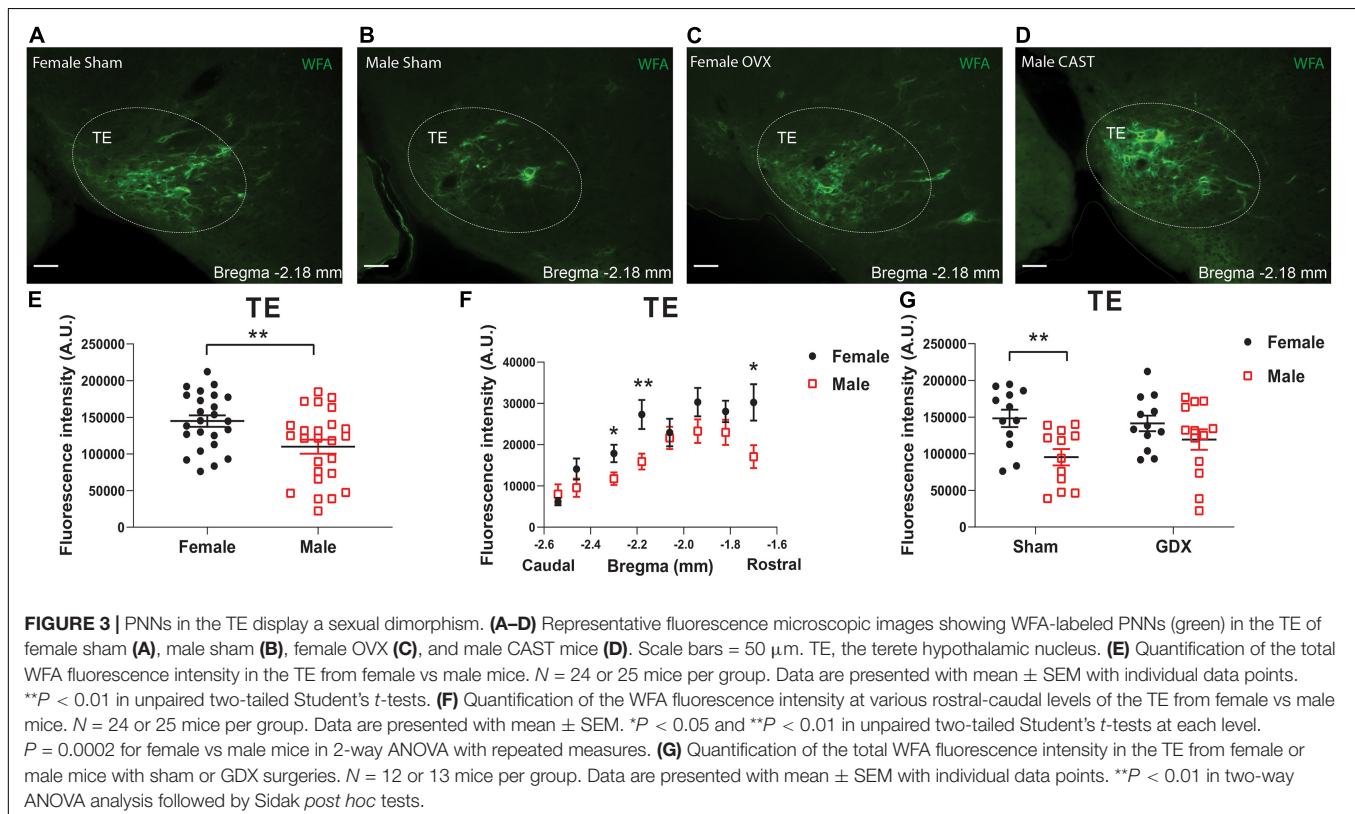 A
Female Sham
WFA
TE
Bregma -2.18 mm
B
Male Sham
WFA
TE
Bregma -2.18 mm
C
Female OVX
WFA
TE
Bregma -2.18 mm
D
Male CAST
WFA
TE
Bregma -2.18 mm
E
TE
Fluorescence intensity (A.U.)
250000
200000
150000
100000
50000
0
**
Female
Male
F
TE
Fluorescence intensity (A.U.)
40000
30000
20000
10000
0
*
**
*
-2.6
-2.4
-2.2
-2.0
-1.8
-1.6
Caudal
Bregma (mm)
Rostral
Female
Male
G
TE
Fluorescence intensity (A.U.)
250000
200000
150000
100000
50000
0
**
Sham
GDX
Female
Male
FIGURE 3 | PNNs in the TE display a sexual dimorphism. (A–D) Representative fluorescence microscopic images showing WFA-labeled PNNs (green) in the TE of
female sham (A), male sham (B), female OVX (C), and male CAST mice (D). Scale bars = 50 μm. TE, the terete hypothalamic nucleus. (E) Quantification of the total
WFA fluorescence intensity in the TE from female vs male mice. N = 24 or 25 mice per group. Data are presented with mean ± SEM with individual data points.
**P < 0.01 in unpaired two-tailed Student's t-tests. (F) Quantification of the WFA fluorescence intensity at various rostral-caudal levels of the TE from female vs male
mice. N = 24 or 25 mice per group. Data are presented with mean ± SEM. *P < 0.05 and **P < 0.01 in unpaired two-tailed Student's t-tests at each level.
P = 0.0002 for female vs male mice in 2-way ANOVA with repeated measures. (G) Quantification of the total WFA fluorescence intensity in the TE from female or
male mice with sham or GDX surgeries. N = 12 or 13 mice per group. Data are presented with mean ± SEM with individual data points. **P < 0.01 in two-way
ANOVA analysis followed by Sidak post hoc tests.